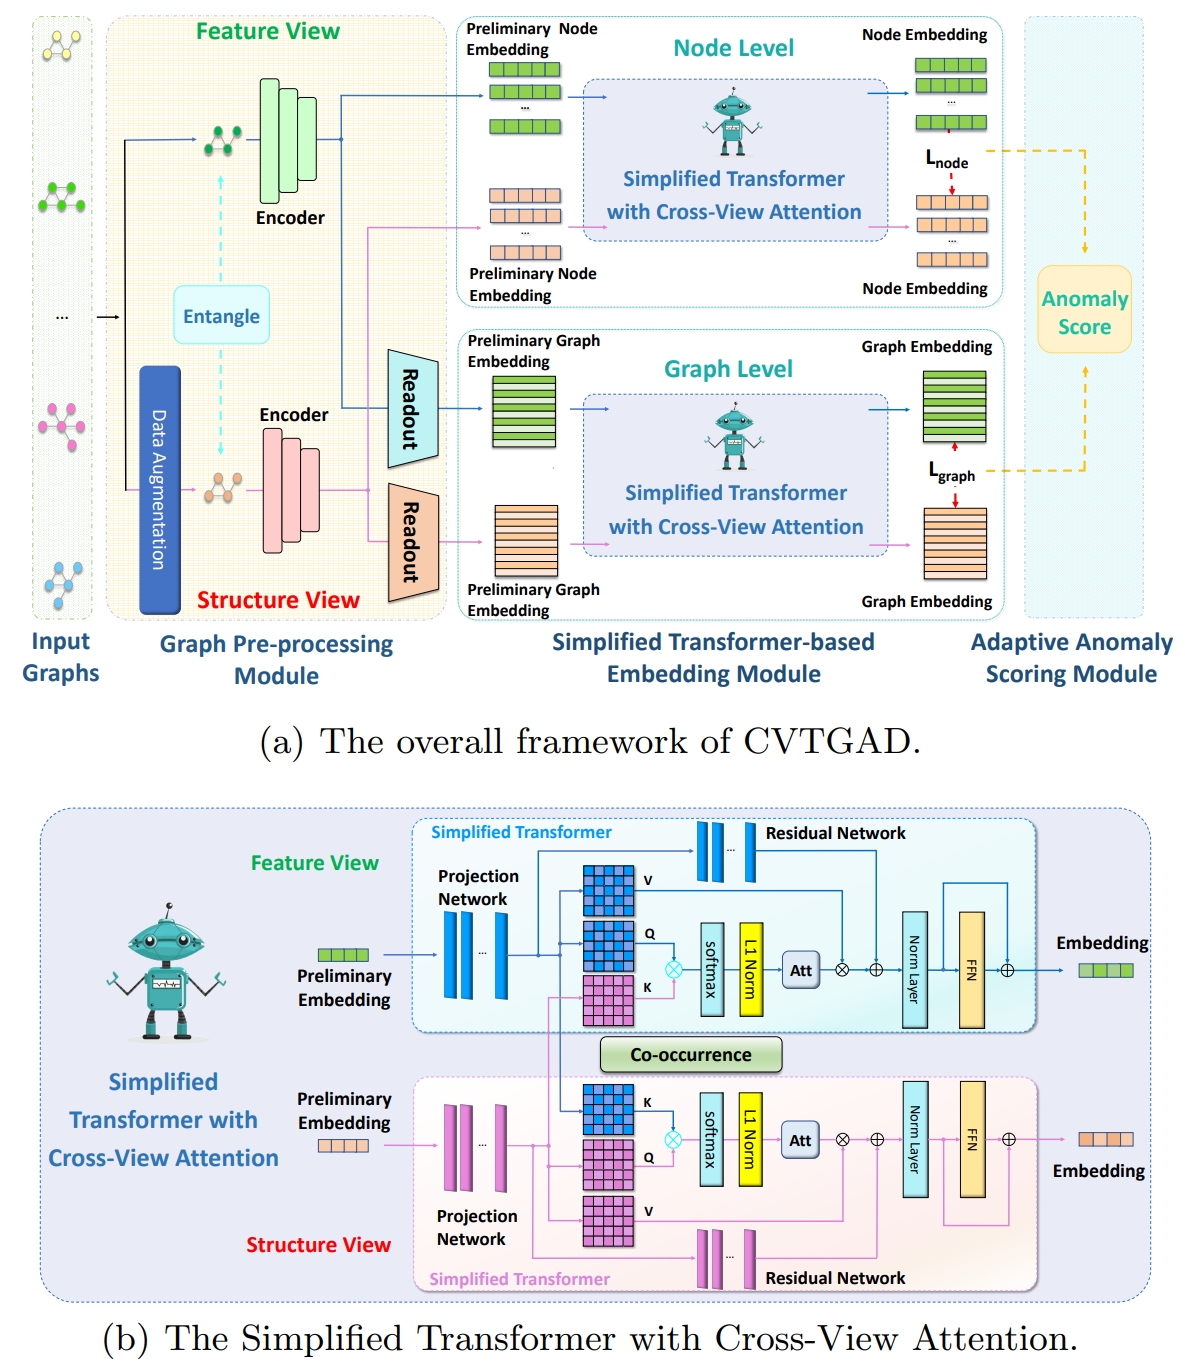 Feature View
Encoder
Entangle
Data Augmentation
Encoder
Structure View
Readout
Readout
Preliminary Node
Embedding
Node Level
Node Embedding
...
...
Simplified Transformer
with Cross-View Attention
L node
...
...
Preliminary Node
Embedding
Node Embedding
Preliminary Graph
Embedding
Graph Level
Graph Embedding
Simplified Transformer
with Cross-View Attention
L graph
Preliminary Graph
Embedding
Graph Embedding
Anomaly
Score
...
Input
Graphs
Graph Pre-processing
Module
Simplified Transformer-based
Embedding Module
Adaptive Anomaly
Scoring Module
(a) The overall framework of CVTGAD.
Simplified Transformer
Feature View
Projection
Network
...
...
Residual Network
V
Q
K
softmax
L1 Norm
Att
Norm Layer
FFN
Embedding
Preliminary
Embedding
Co-occurrence
Simplified
Transformer with
Cross-View Attention
Preliminary
Embedding
...
K
Q
V
softmax
L1 Norm
Att
Norm Layer
FFN
Embedding
Projection
Network
Structure View
...
Residual Network
Simplified Transformer
(b) The Simplified Transformer with Cross-View Attention.